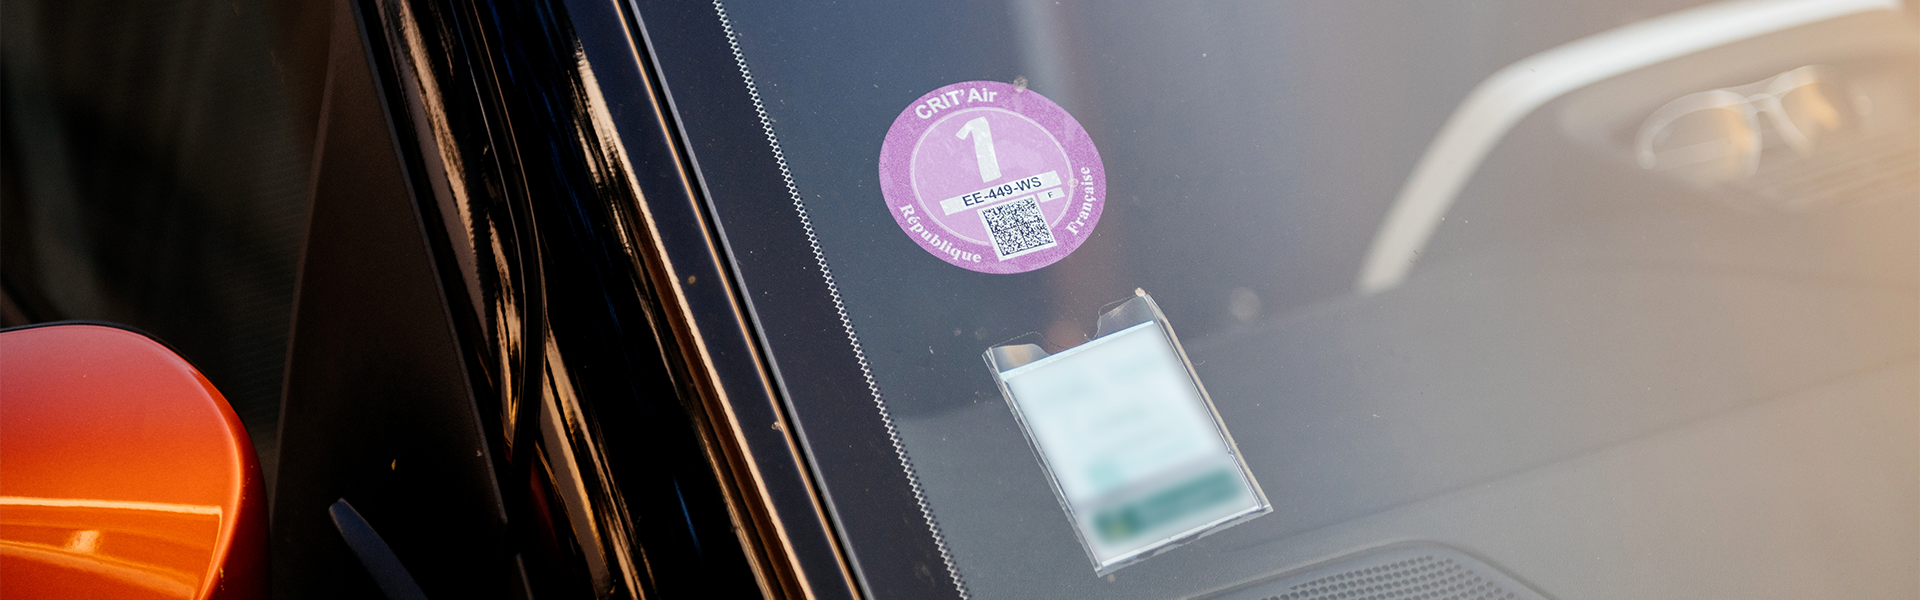 CRIT'Air
1
EE-449-WS
F
République Française